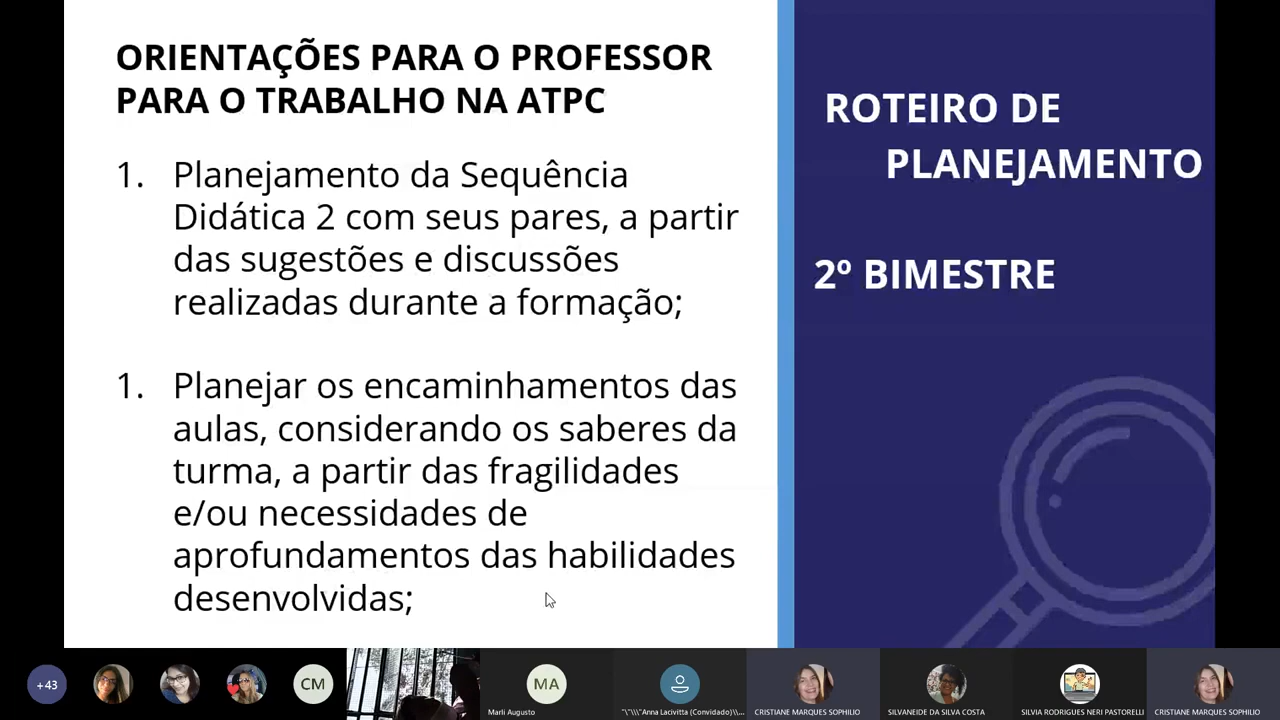 ORIENTAÇÕES PARA O PROFESSOR
PARA O TRABALHO NA ATPC
1. Planejamento da Sequência
Didática 2 com seus pares, a partir
das sugestões e discussões
realizadas durante a formação;
1. Planejar os encaminhamentos das
aulas, considerando os saberes da
turma, a partir das fragilidades
e/ou necessidades de
aprofundamentos das habilidades
desenvolvidas;
ROTEIRO DE
PLANEJAMENTO
2º BIMESTRE
+43
CM
MA
Marli Augusto
"\"\\\"Anna Lacivitta (Convidado)\\...
CRISTIANE MARQUES SOPHILIO
SILVANEIDE DA SILVA COSTA
SILVIA RODRIGUES NERI PASTORELLI
CRISTIANE MARQUES SOPHILIO